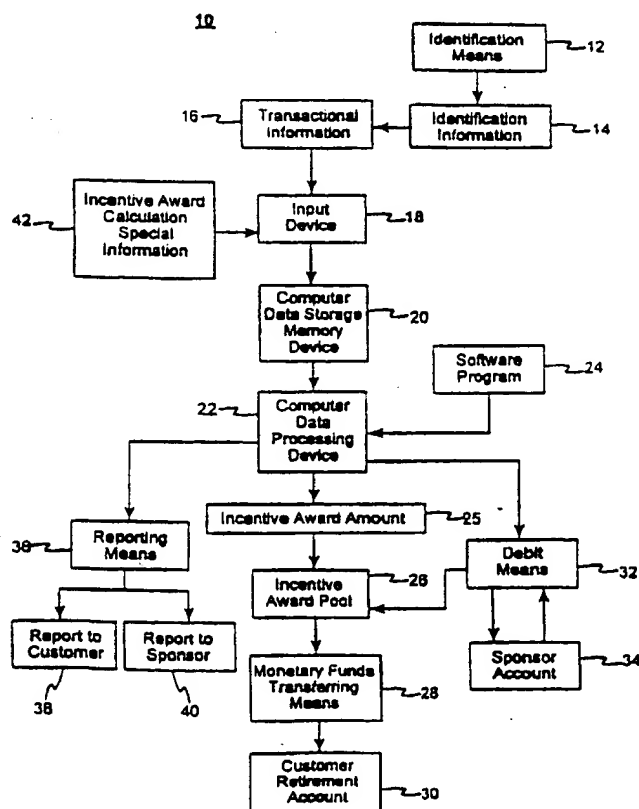 10
Identification
Means
12
16
Transactional
Information
Identification
Information
14
42
Incentive Award
Calculation
Special
Information
Input
Device
18
Computer
Data Storage
Memory
Device
20
Software
Program
24
22
Computer
Data
Processing
Device
Incentive Award Amount
25
36
Reporting
Means
Incentive
Award Pool
26
Debit
Means
32
Report to
Customer
38
Report to
Sponsor
40
Monetary Funds
Transferring
Means
28
Sponsor
Account
34
Customer
Retirement
Account
30